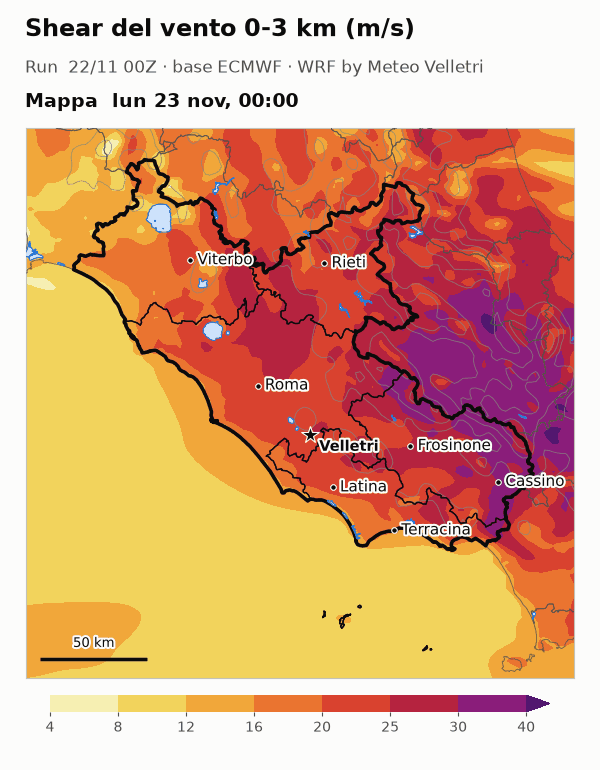 Shear del vento 0-3 km (m/s)
Run  22/11 00Z · base ECMWF · WRF by Meteo Velletri
Mappa  lun 23 nov, 00:00
Viterbo
Rieti
Roma
Velletri
Frosinone
Cassino
Latina
Terracina
50 km
4 8 12 16 20 25 30 40